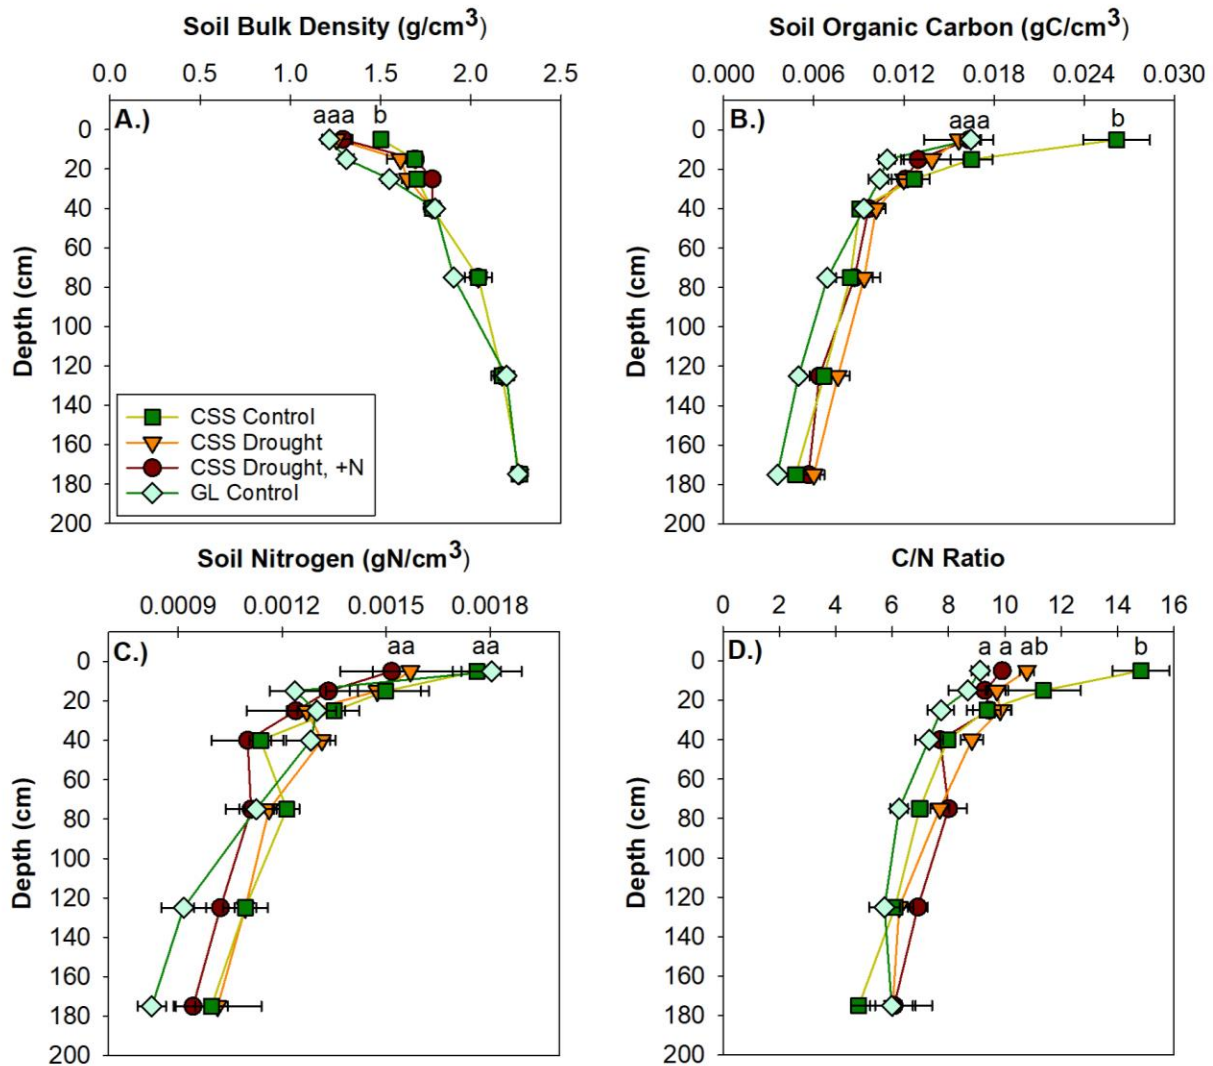 Soil Bulk Density (g/cm³)
0.0 0.5 1.0 1.5 2.0 2.5
A.)
aaa b
0
20
40
60
80
100
120
140
160
180
200
Depth (cm)
CSS Control
CSS Drought
CSS Drought, +N
GL Control
Soil Organic Carbon (gC/cm³)
0.000 0.006 0.012 0.018 0.024 0.030
B.)
aaa b
0
20
40
60
80
100
120
140
160
180
200
Depth (cm)
Soil Nitrogen (gN/cm³)
0.0009 0.0012 0.0015 0.0018
C.)
aa aa
0
20
40
60
80
100
120
140
160
180
200
Depth (cm)
C/N Ratio
0 2 4 6 8 10 12 14 16
D.)
a a ab b
0
20
40
60
80
100
120
140
160
180
200
Depth (cm)